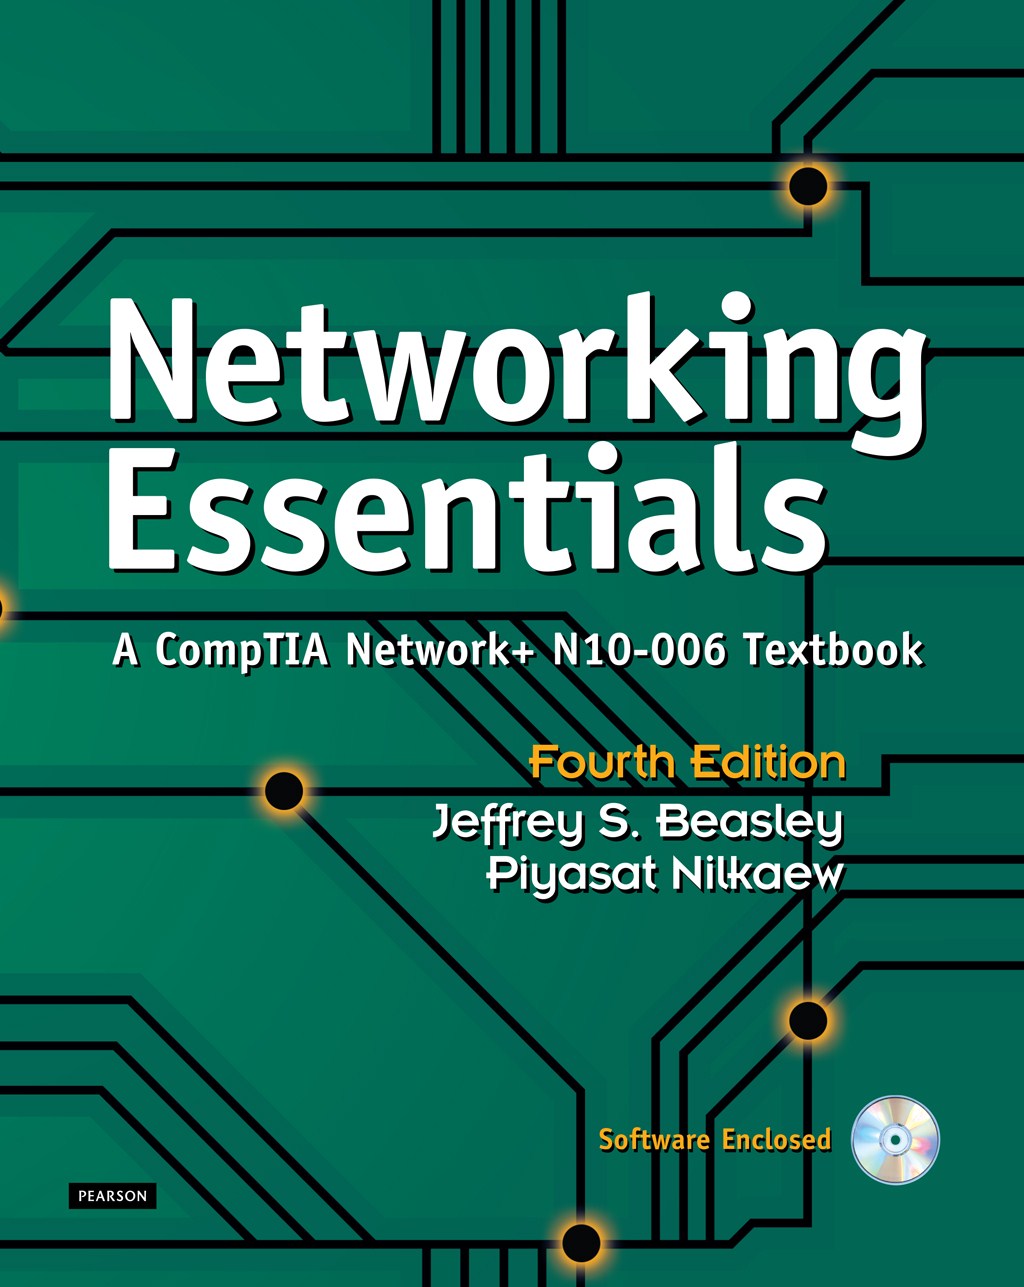 Networking
Essentials
A CompTIA Network+ N10-006 Textbook
Fourth Edition
Jeffrey S. Beasley
Piyasat Nilkaew
Software Enclosed
PEARSON